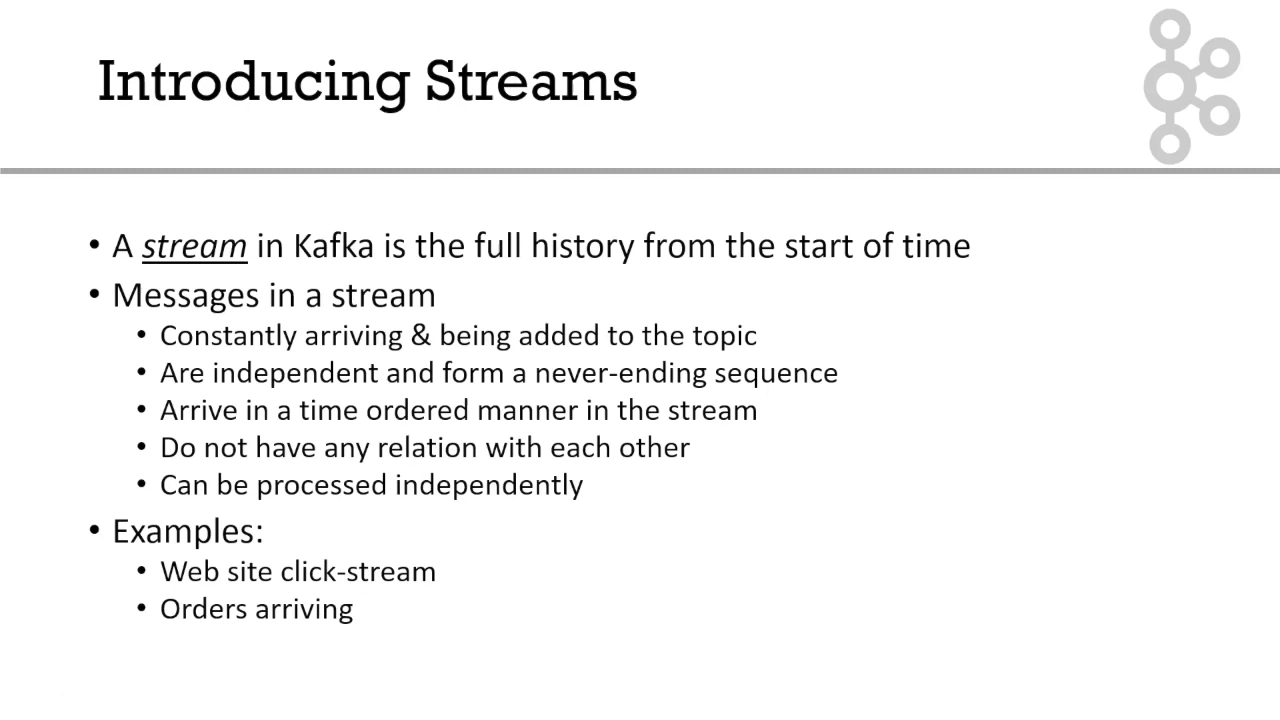 Introducing Streams
• A stream in Kafka is the full history from the start of time
• Messages in a stream
• Constantly arriving & being added to the topic
• Are independent and form a never-ending sequence
• Arrive in a time ordered manner in the stream
• Do not have any relation with each other
• Can be processed independently
• Examples:
• Web site click-stream
• Orders arriving